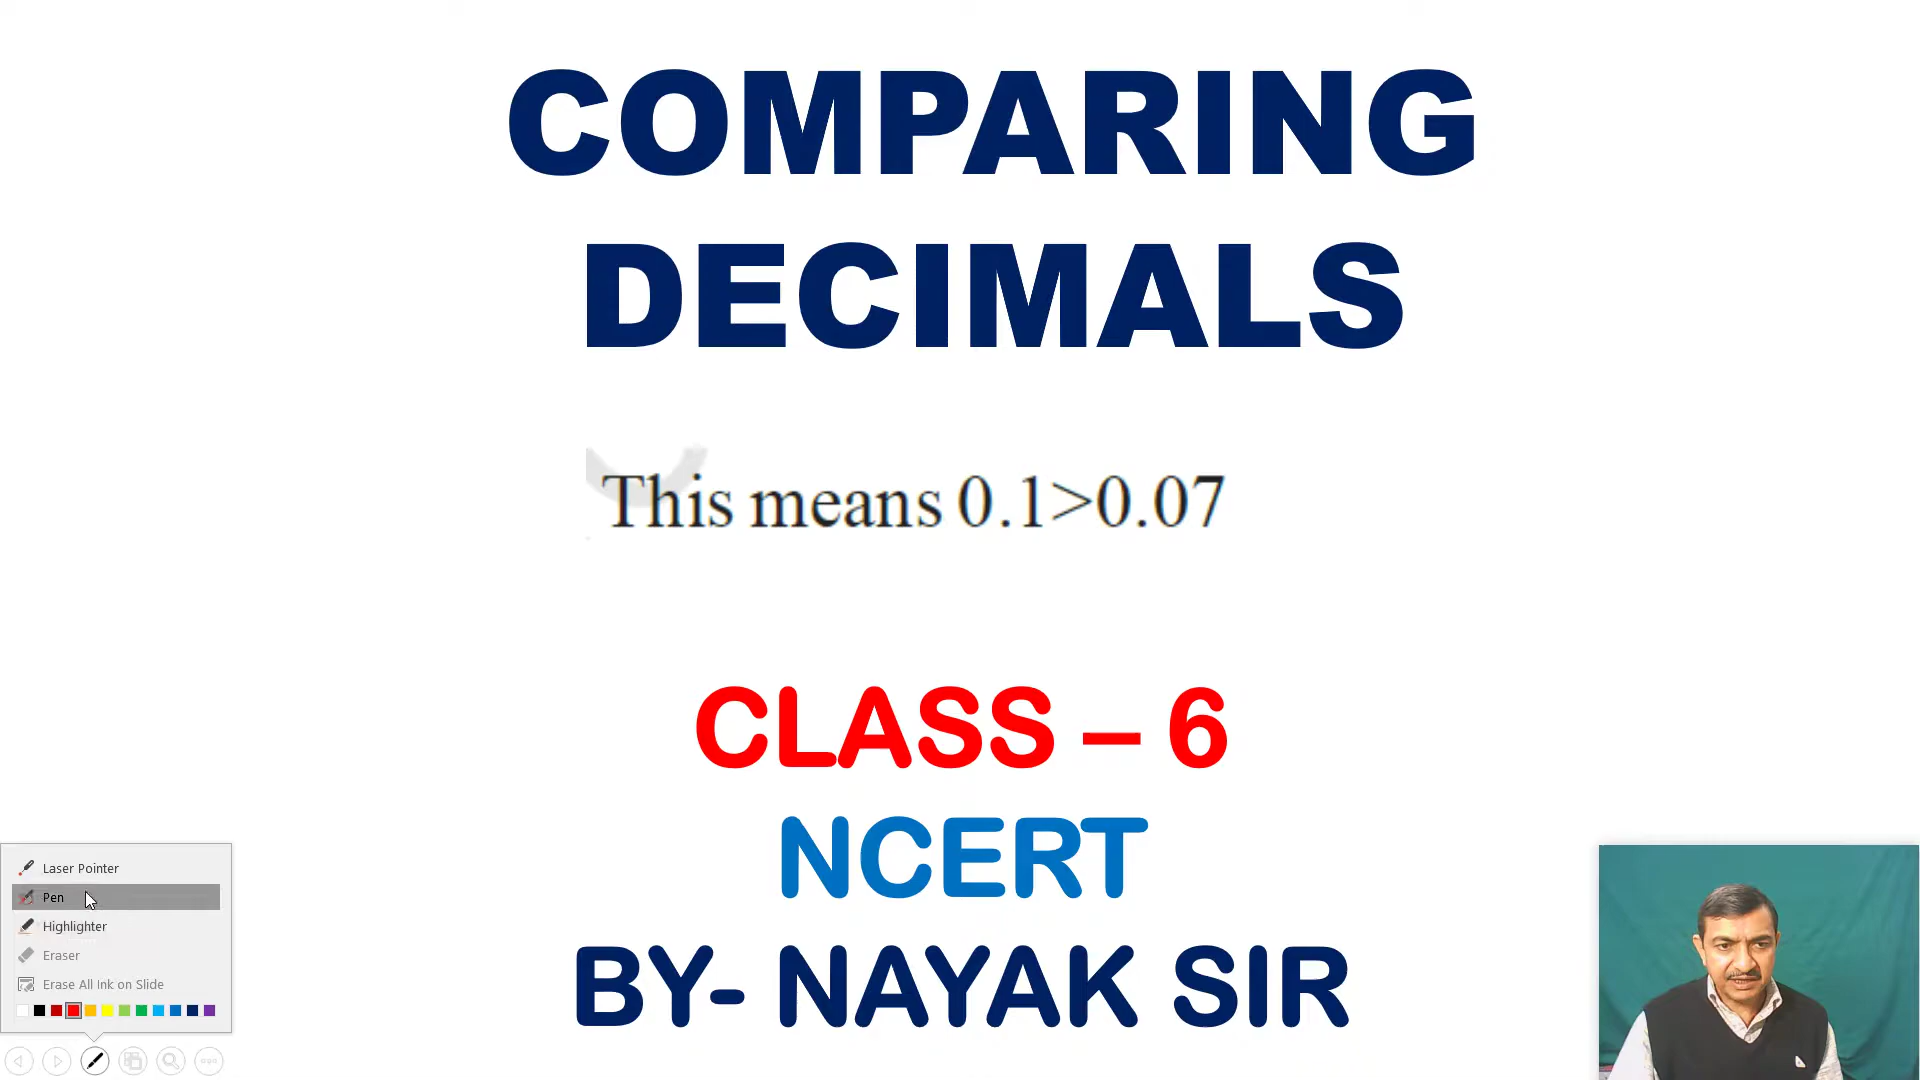 COMPARING
DECIMALS
This means 0.1>0.07
CLASS – 6
NCERT
BY- NAYAK SIR
Laser Pointer
Pen
Highlighter
Eraser
Erase All Ink on Slide